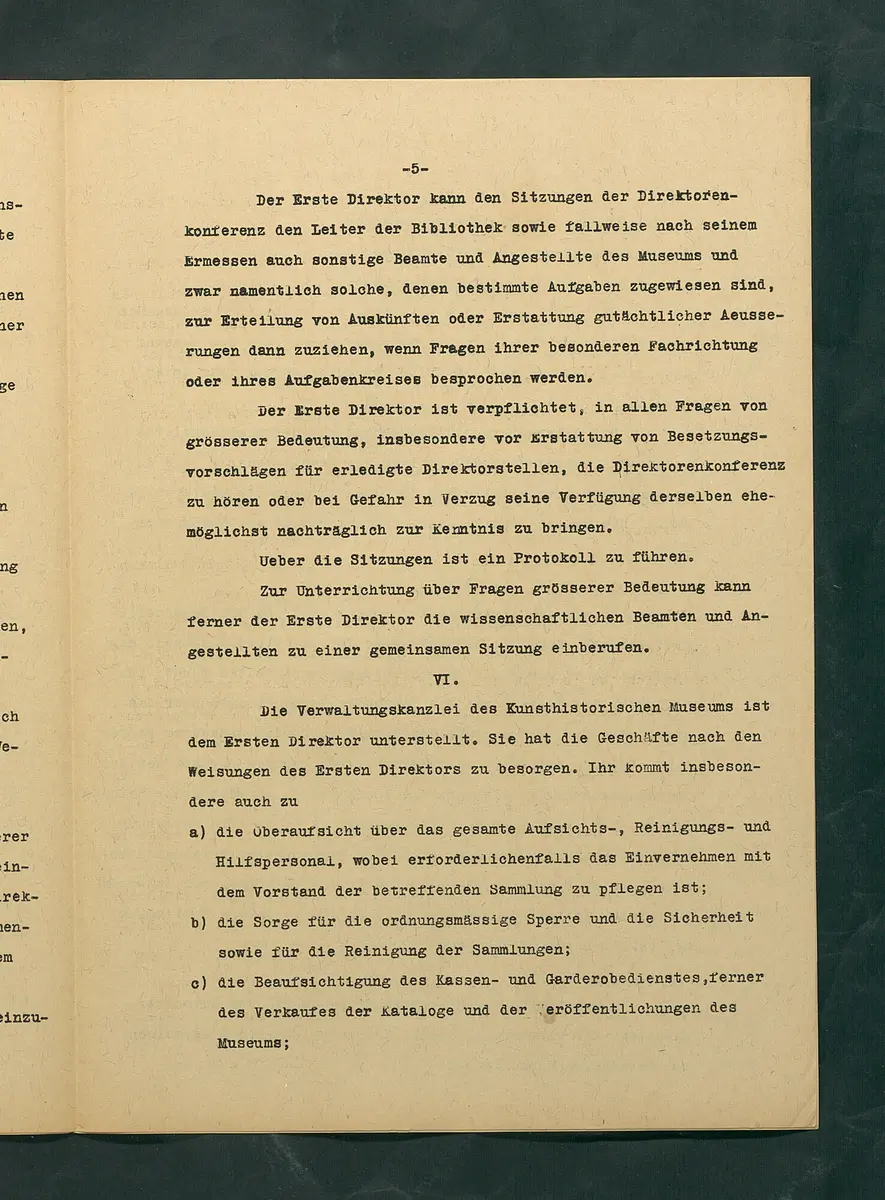 -5-
Der Erste Direktor kann den Sitzungen der Direktoren-
konferenz den Leiter der Bibliothek sowie fallweise nach seinem
Ermessen auch sonstige Beamte und Angestellte des Museums und
zwar namentlich solche, denen bestimmte Aufgaben zugewiesen sind,
zur Erteilung von Auskünften oder Erstattung gutächtlicher Aeusse-
rungen dann zuziehen, wenn Fragen ihrer besonderen Fachrichtung
oder ihres Aufgabenkreises besprochen werden.
Der Erste Direktor ist verpflichtet, in allen Fragen von
grösserer Bedeutung, insbesondere vor Erstattung von Besetzungs-
vorschlägen für erledigte Direktorstellen, die Direktorenkonferenz
zu hören oder bei Gefahr in Verzug seine Verfügung derselben ehe-
möglichst nachträglich zur Kenntnis zu bringen.
Ueber die Sitzungen ist ein Protokoll zu führen.
Zur Unterrichtung über Fragen grösserer Bedeutung kann
ferner der Erste Direktor die wissenschaftlichen Beamten und An-
gestellten zu einer gemeinsamen Sitzung einberufen.
VI.
Die Verwaltungskanzlei des Kunsthistorischen Museums ist
dem Ersten Direktor unterstellt. Sie hat die Geschäfte nach den
Weisungen des Ersten Direktors zu besorgen. Ihr kommt insbeson-
dere auch zu
a) die Oberaufsicht über das gesamte Aufsichts-, Reinigungs- und
Hilfspersonal, wobei erforderlichenfalls das Einvernehmen mit
dem Vorstand der betreffenden Sammlung zu pflegen ist;
b) die Sorge für die ordnungsmässige Sperre und die Sicherheit
sowie für die Reinigung der Sammlungen;
c) die Beaufsichtigung des Kassen- und Garderobedienstes,ferner
des Verkaufes der Kataloge und der Veröffentlichungen des
Museums;